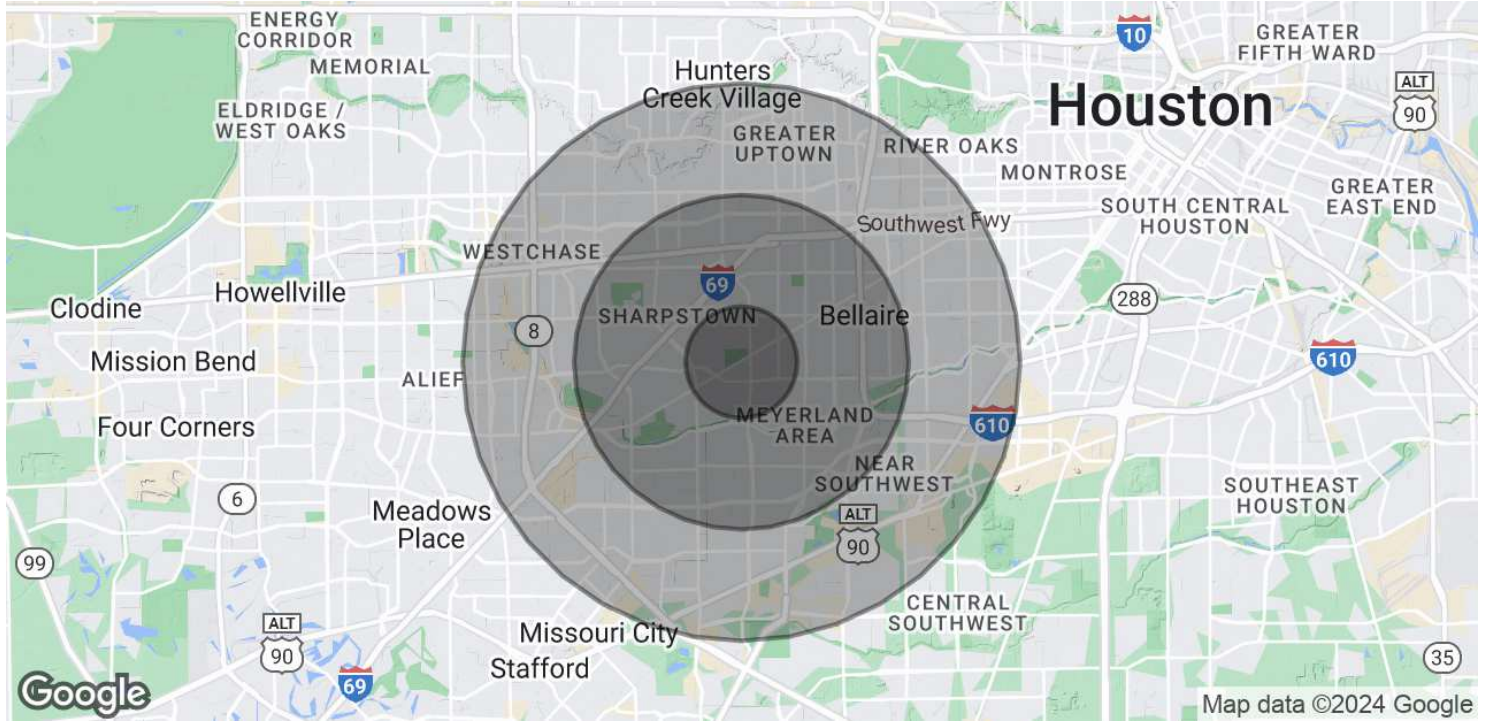 ENERGY
CORRIDOR
MEMORIAL
ELDRIDGE /
WEST OAKS
Hunters
Creek Village
GREATER
UPTOWN
RIVER OAKS
10
GREATER
FIFTH WARD
Houston
ALT
90
MONTROSE
SOUTH CENTRAL
HOUSTON
GREATER
EAST END
Southwest Fwy
WESTCHASE
69
Howellville
Clodine
SHARPSTOWN
Bellaire
288
8
Mission Bend
ALIEF
610
Four Corners
MEYERLAND
AREA
610
6
NEAR
SOUTHWEST
SOUTHEAST
HOUSTON
Meadows
Place
ALT
90
99
CENTRAL
SOUTHWEST
ALT
90
Missouri City
Stafford
69
35
Google
Map data ©2024 Google